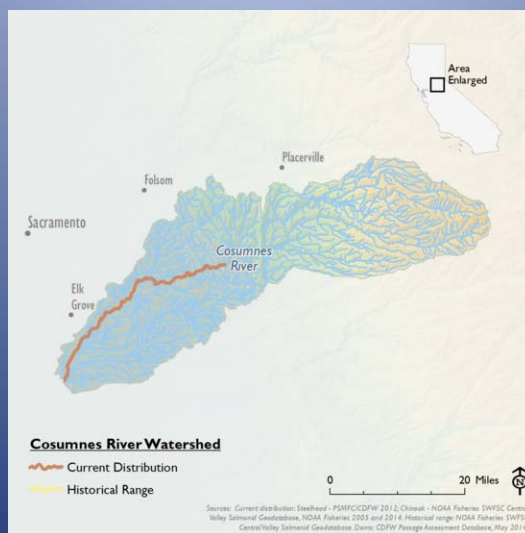 Area
Enlarged
Placerville
Folsom
Sacramento
Cosumnes
River
Elk
Grove
Cosumnes River Watershed
Current Distribution
Historical Range
0 20 Miles
N
Sources: Current distribution: Steelhead - PSMFC/CDFW 2012; Chinook - NOAA Fisheries SWFSC Central
Valley Salmonid Geodatabase, NOAA Fisheries 2005 and 2014. Historical range: NOAA Fisheries SWFSC
Central Valley Salmonid Geodatabase. Dams: CDFW Passage Assessment Database, May 2014